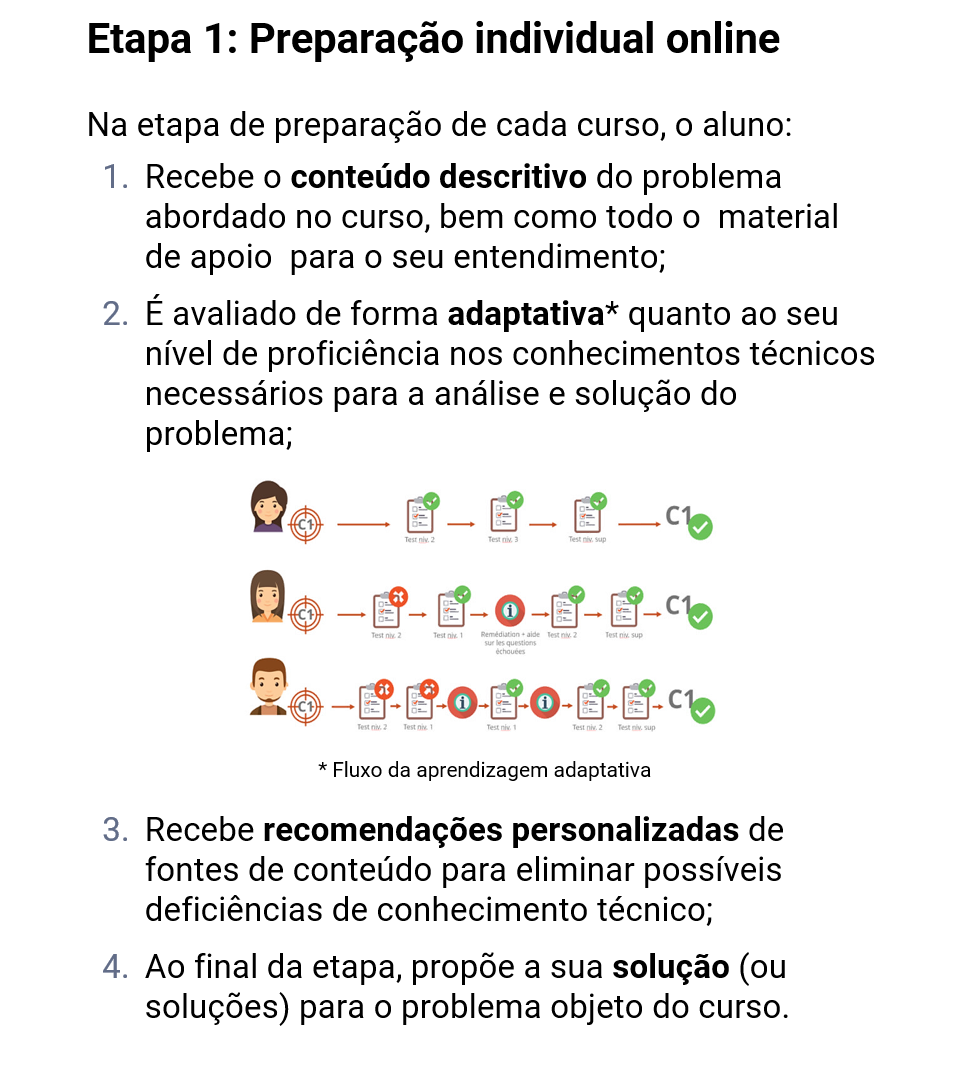 Etapa 1: Preparação individual online
Na etapa de preparação de cada curso, o aluno:
1. Recebe o conteúdo descritivo do problema
abordado no curso, bem como todo o material
de apoio para o seu entendimento;
2. É avaliado de forma adaptativa* quanto ao seu
nível de proficiência nos conhecimentos técnicos
necessários para a análise e solução do
problema;
C1 C1
Test niv. 2 Test niv. 3 Test niv. sup
C1 C1
Test niv. 2 Test niv. 1 Remédiation + aide Test niv. 2 Test niv. sup
sur les questions
échouées
C1 C1
Test niv. 2 Test niv. 1 Test niv. 1 Test niv. 2 Test niv. sup
* Fluxo da aprendizagem adaptativa
3. Recebe recomendações personalizadas de
fontes de conteúdo para eliminar possíveis
deficiências de conhecimento técnico;
4. Ao final da etapa, propõe a sua solução (ou
soluções) para o problema objeto do curso.